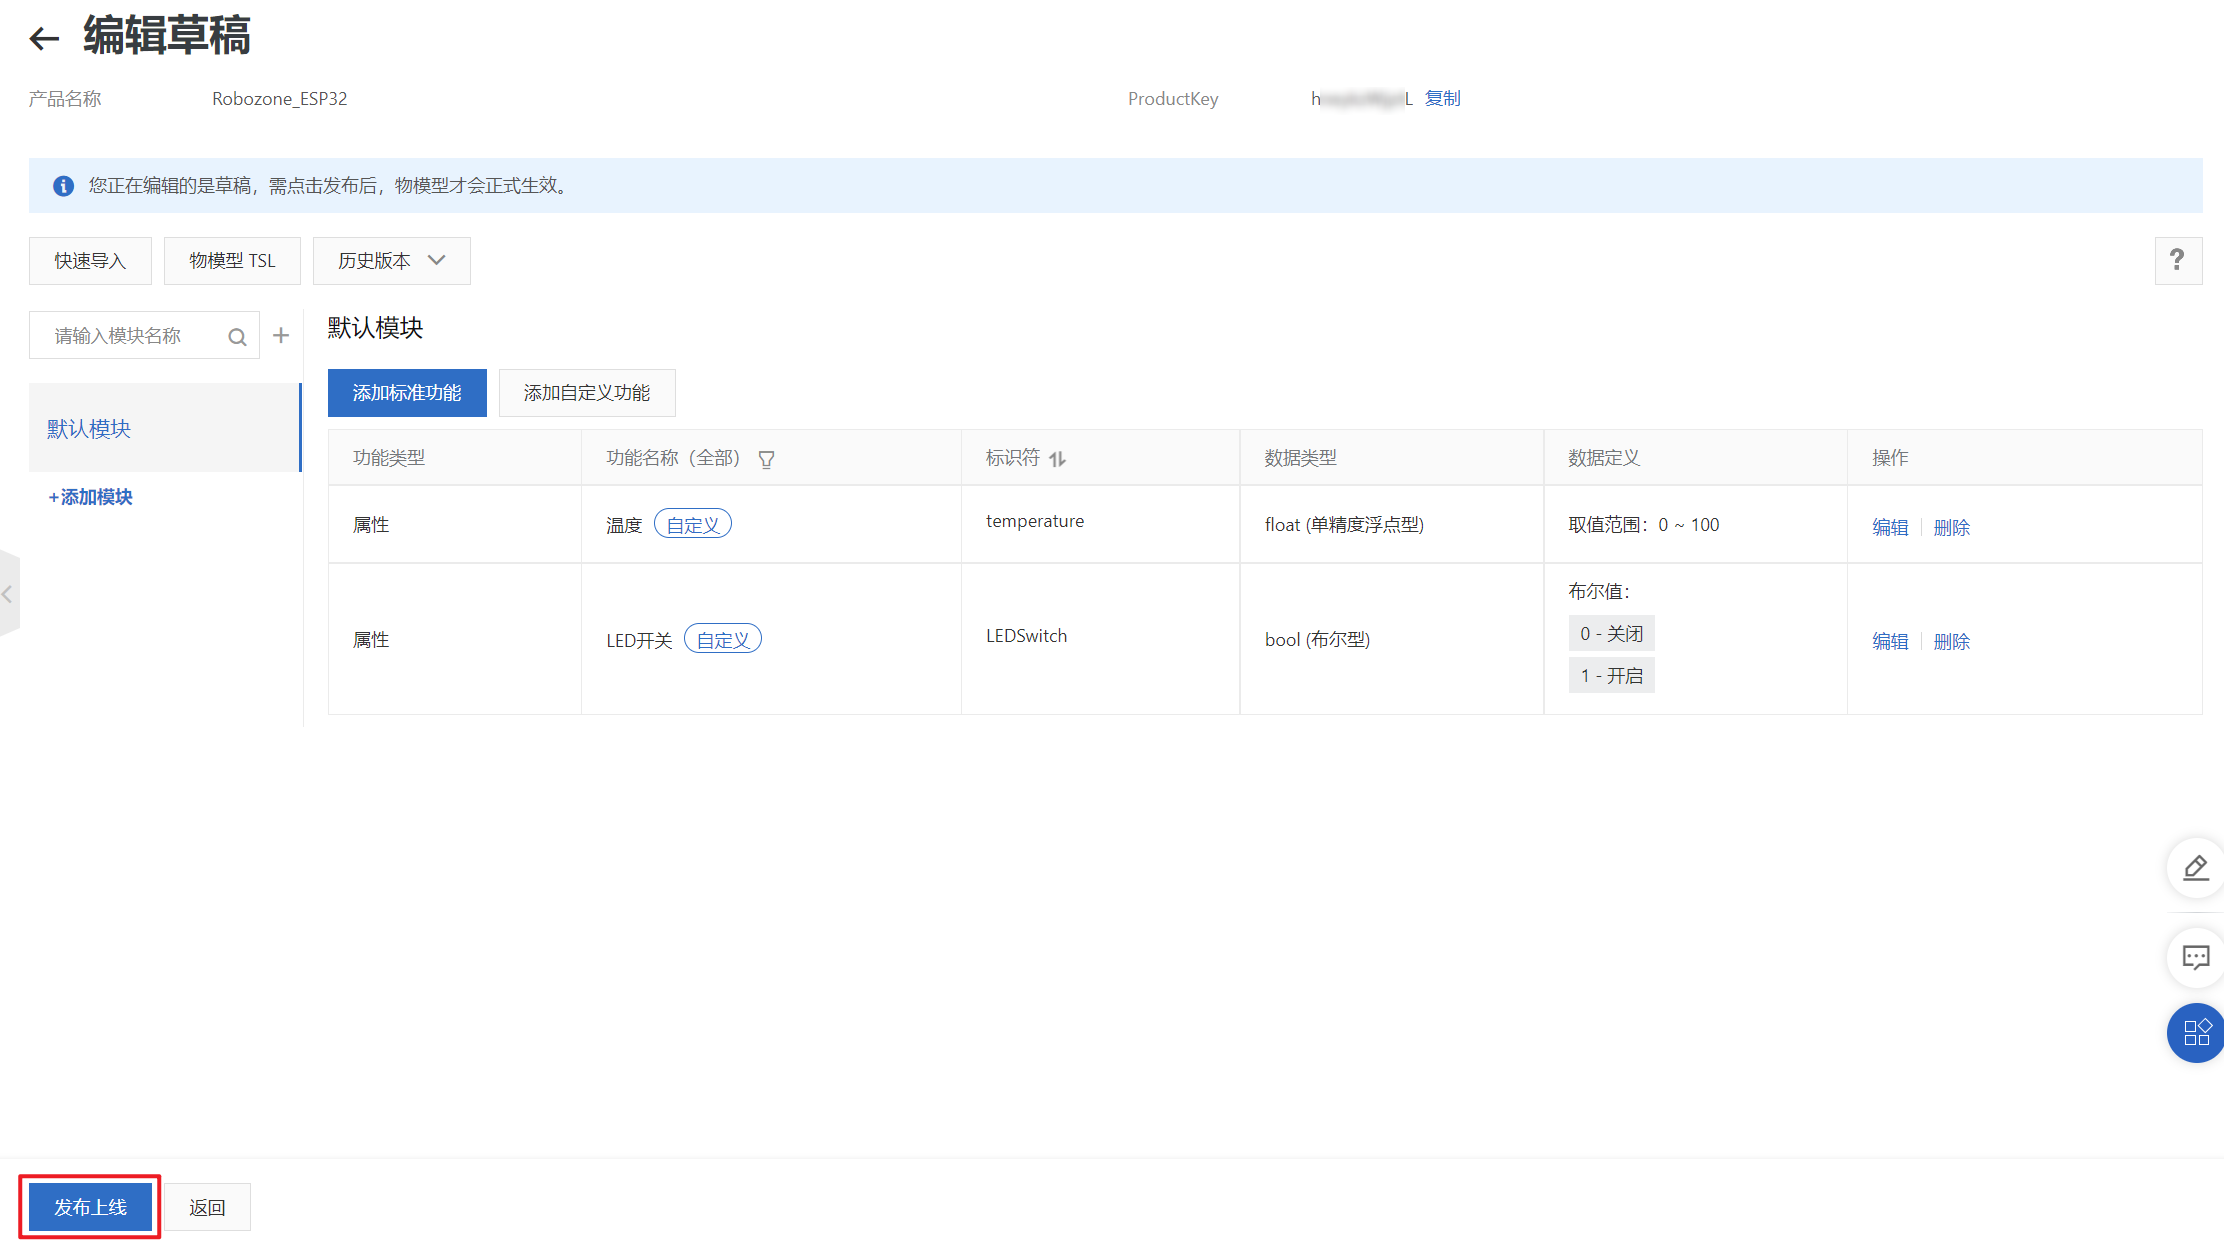 编辑草稿
产品名称 Robozone_ESP32 ProductKey 复制
您正在编辑的是草稿，需点击发布后，物模型才会正式生效。
快速导入 物模型 TSL 历史版本 ?
请输入模块名称 +
默认模块
+添加模块
默认模块
添加标准功能 添加自定义功能
功能类型 功能名称（全部） 标识符 数据类型 数据定义 操作
属性 温度 自定义 temperature float (单精度浮点型) 取值范围：0 ~ 100 编辑 删除
属性 LED开关 自定义 LEDSwitch bool (布尔型) 布尔值： 编辑 删除
0 - 关闭
1 - 开启
发布上线 返回